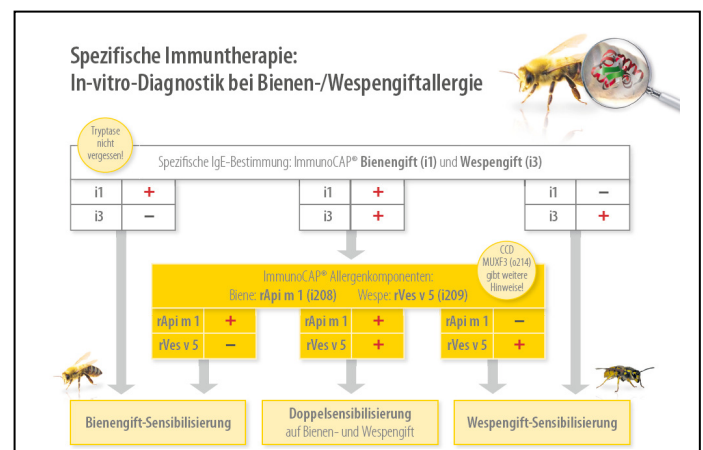 Spezifische Immuntherapie:
In-vitro-Diagnostik bei Bienen-/Wespengiftallergie
Tryptase
nicht
vergessen!
Spezifische IgE-Bestimmung: ImmunoCAP® Bienengift (i1) und Wespengift (i3)
i1 +
i3 –
i1 +
i3 +
i1 –
i3 +
CCD
MUXF3 (o214)
gibt weitere
Hinweise!
ImmunoCAP® Allergenkomponenten:
Biene: rApi m 1 (i208) Wespe: rVes v 5 (i209)
rApi m 1 +
rVes v 5 –
rApi m 1 +
rVes v 5 +
rApi m 1 –
rVes v 5 +
Bienengift-Sensibilisierung
Doppelsensibilisierung
auf Bienen- und Wespengift
Wespengift-Sensibilisierung